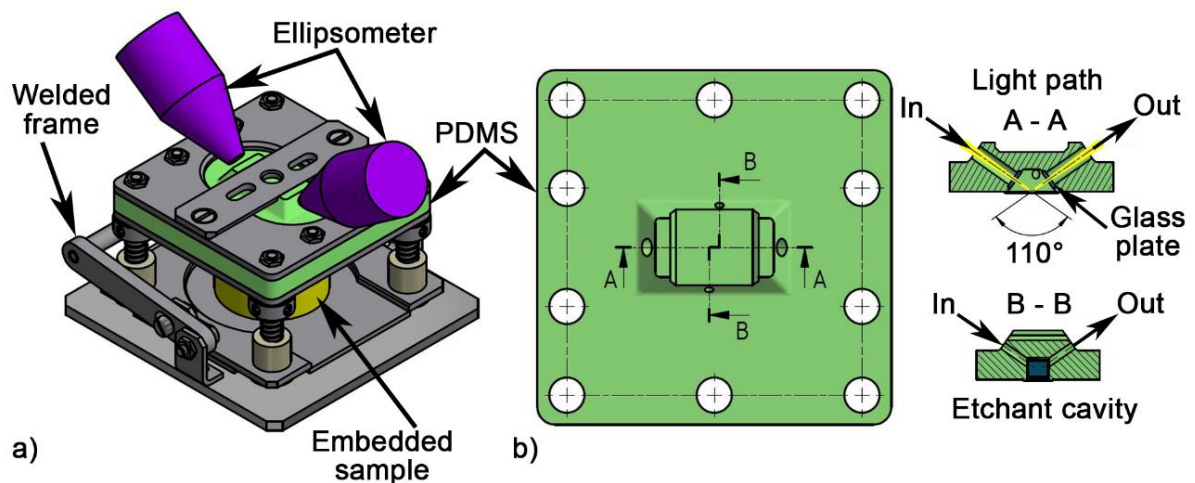 Ellipsometer
Welded
frame
PDMS
Embedded
sample
a)
B
A
A
B
b)
Light path
In
A - A
Out
Glass
plate
110°
In
B - B
Out
Etchant cavity